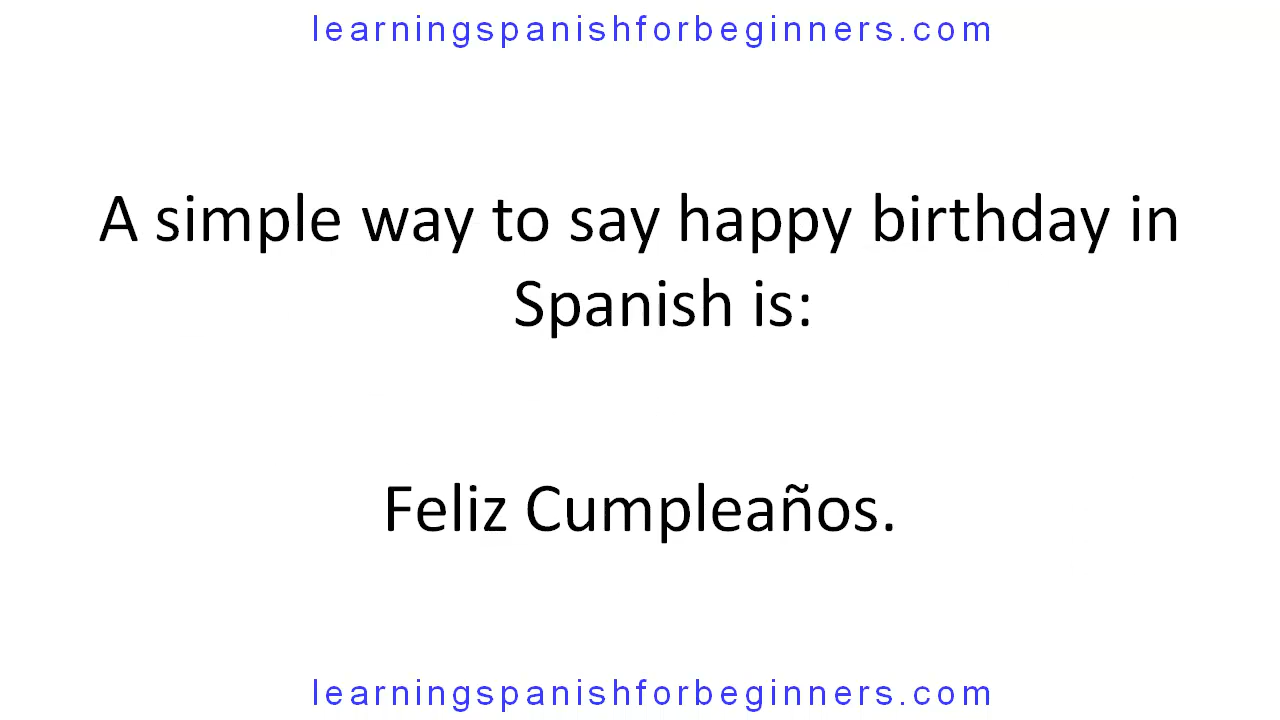 learningspanishforbeginners.com
A simple way to say happy birthday in
Spanish is:
Feliz Cumpleaños.
learningspanishforbeginners.com